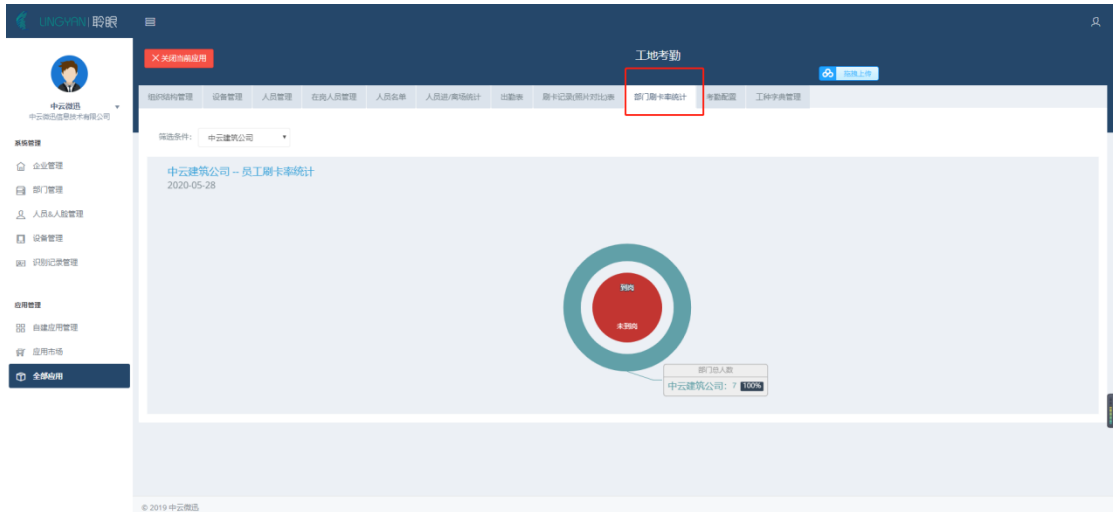 LINGYAN|聆眼
中云微迅
中云微迅信息技术有限公司
系统管理
企业管理
部门管理
人员&人脸管理
设备管理
识别记录管理
应用管理
自建应用管理
应用市场
全部应用
X 关闭当前应用
工地考勤
拖拽上传
组织结构管理 设备管理 人员管理 在岗人员管理 人员名单 人员进/离场统计 出勤表 刷卡记录(照片对比)表 部门刷卡率统计 考勤配置 工种字典管理
筛选条件: 中云建筑公司
中云建筑公司 -- 员工刷卡率统计
2020-05-28
到岗
未到岗
部门总人数
中云建筑公司: 7 100%
© 2019 中云微迅